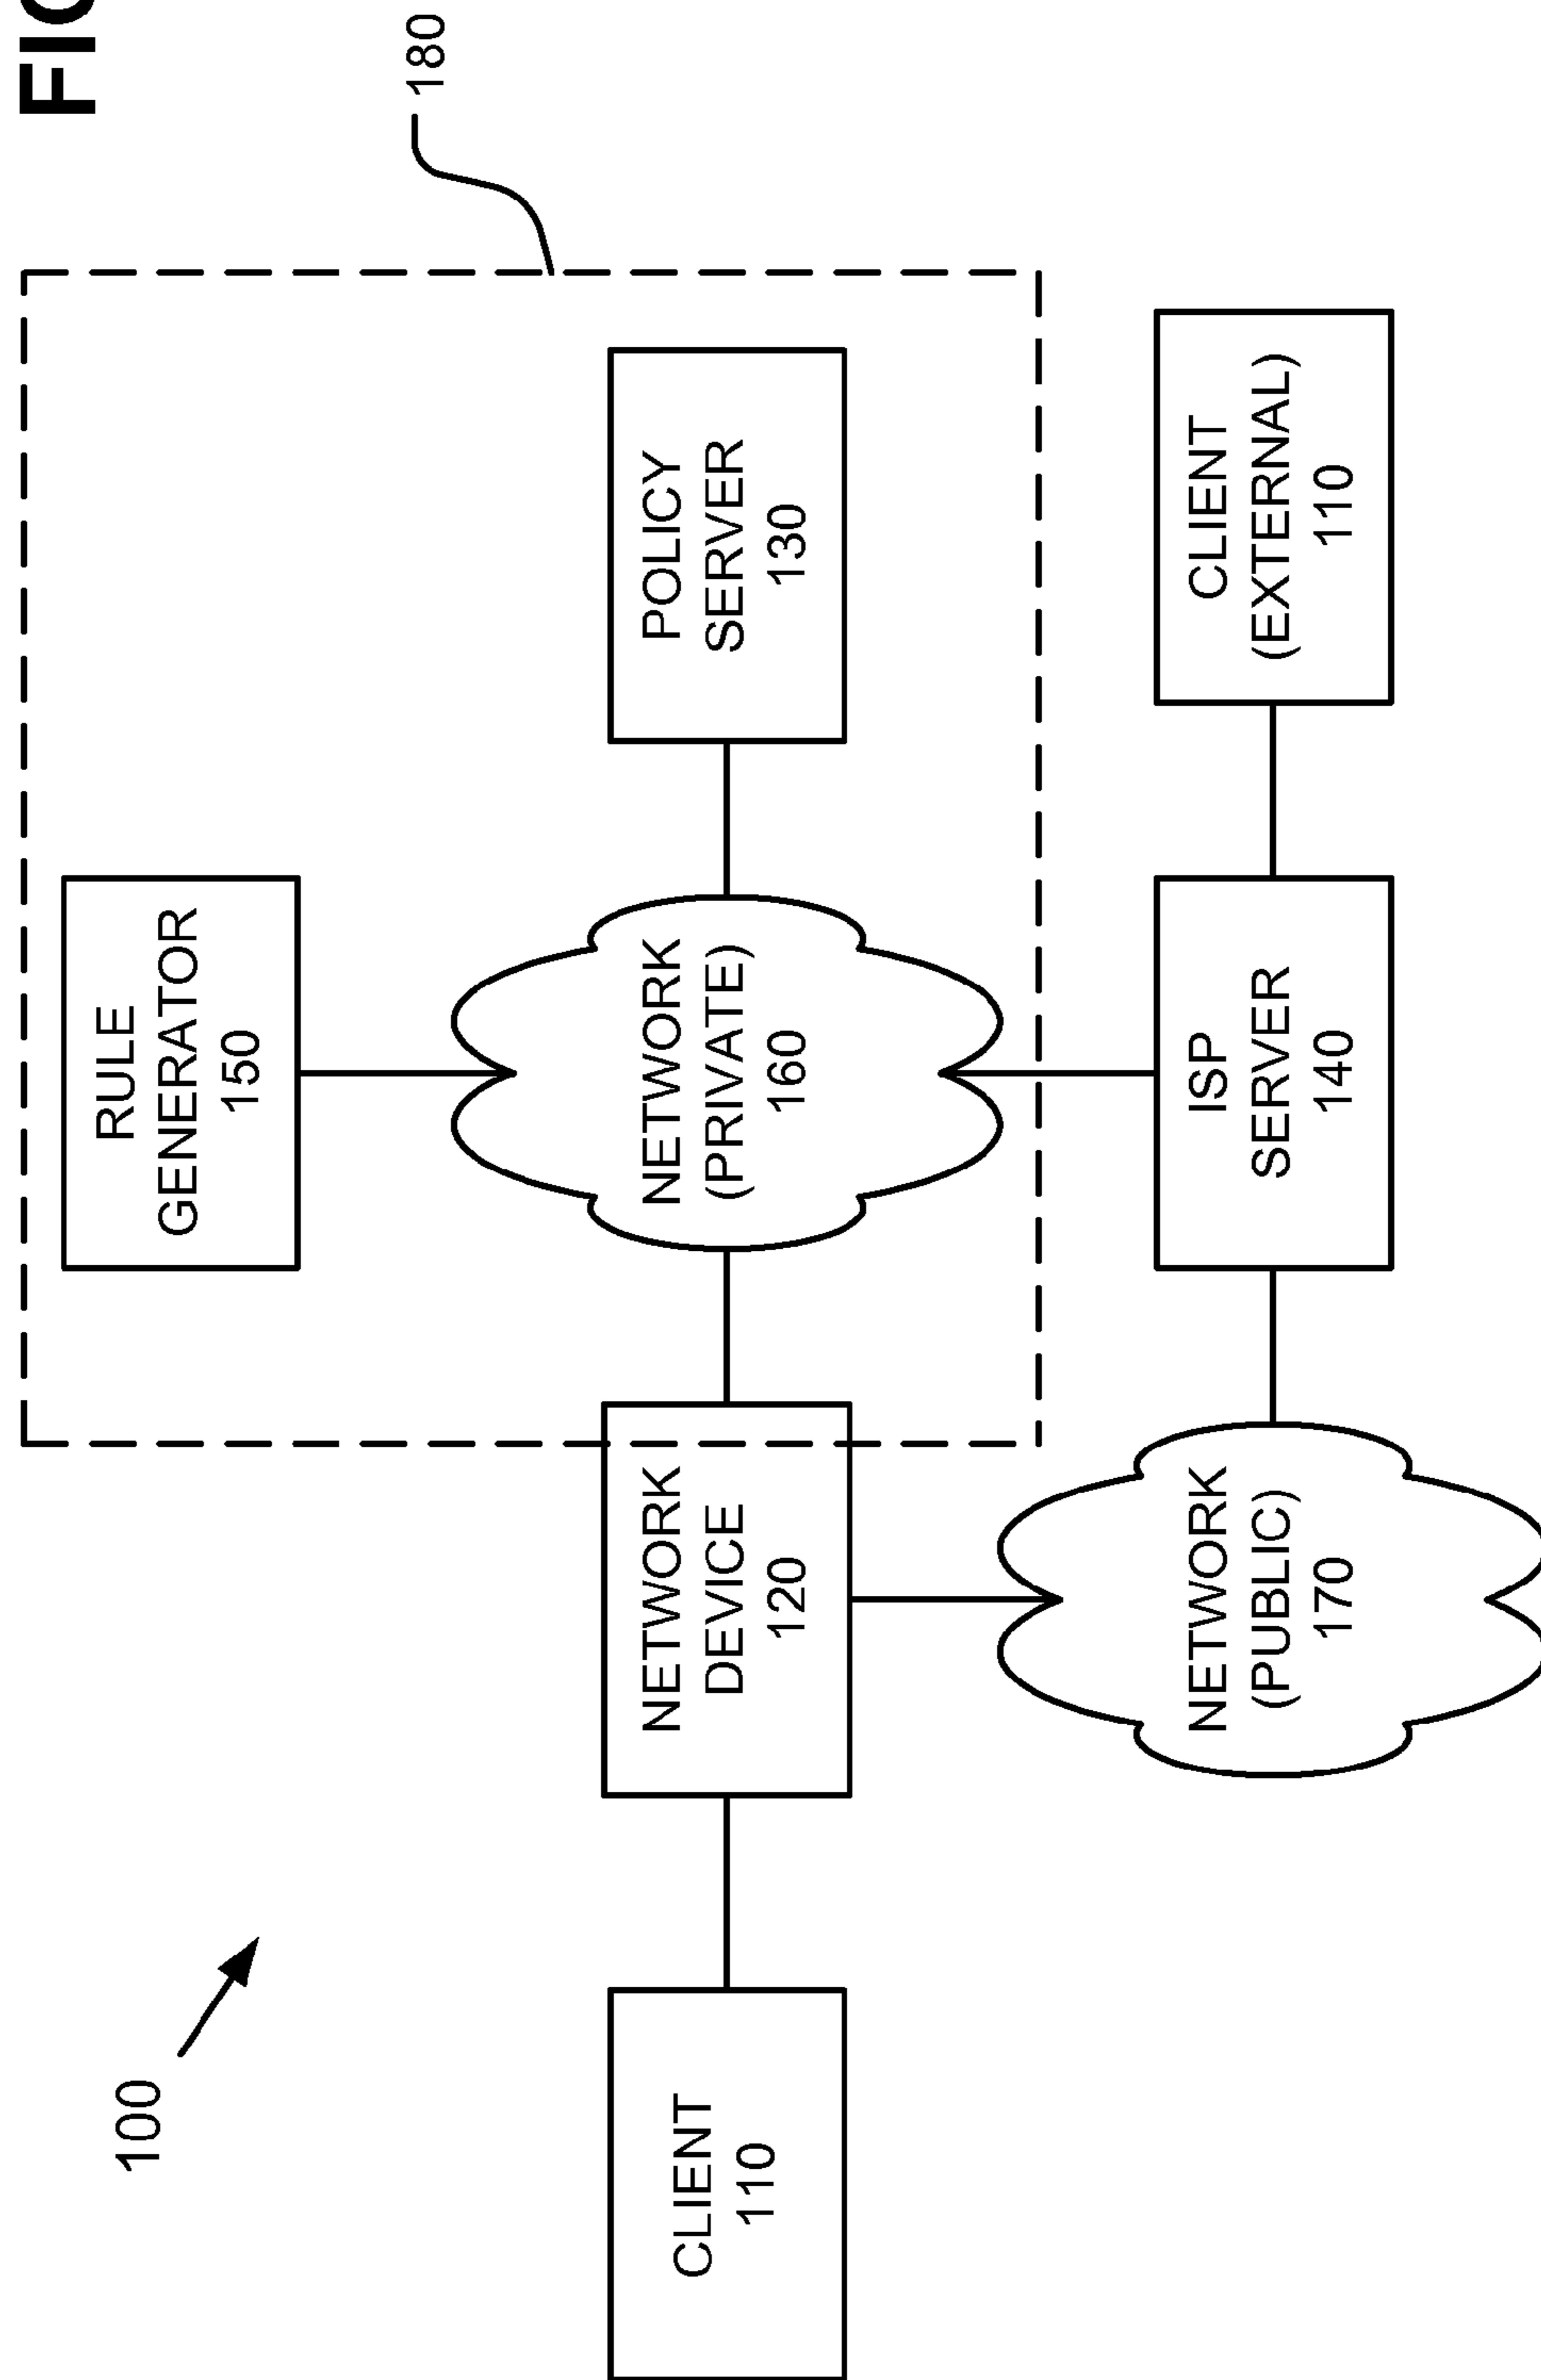 100
RULE
GENERATOR
150
180
CLIENT
110
NETWORK
DEVICE
120
NETWORK
(PRIVATE)
160
POLICY
SERVER
130
NETWORK
(PUBLIC)
170
ISP
SERVER
140
CLIENT
(EXTERNAL)
110